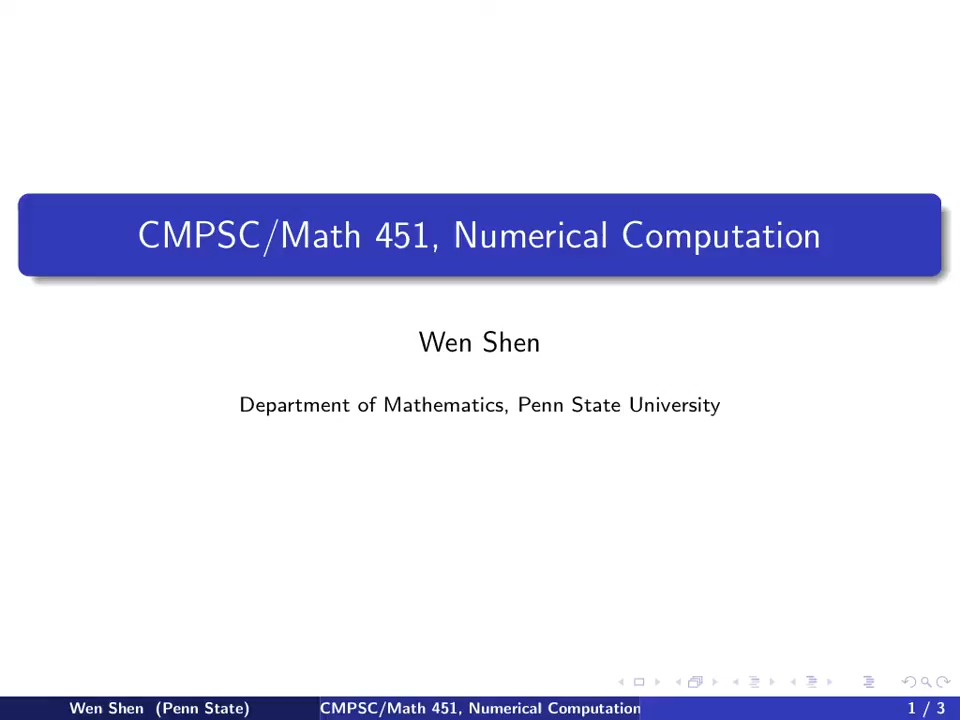 CMPSC/Math 451, Numerical Computation
Wen Shen
Department of Mathematics, Penn State University
Wen Shen (Penn State) CMPSC/Math 451, Numerical Computation 1 / 3